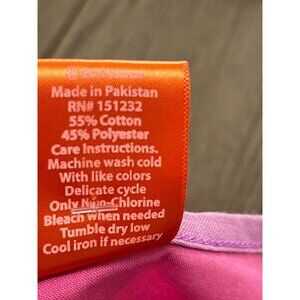 Made in Pakistan
RN# 151232
55% Cotton
45% Polyester
Care Instructions.
Machine wash cold
With like colors
Delicate cycle
Only Non-Chlorine
Bleach when needed
Tumble dry low
Cool iron if necessary